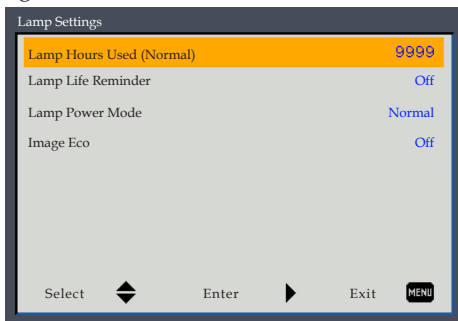 Lamp Settings
Lamp Hours Used (Normal) 9999
Lamp Life Reminder Off
Lamp Power Mode Normal
Image Eco Off
Select Enter Exit MENU